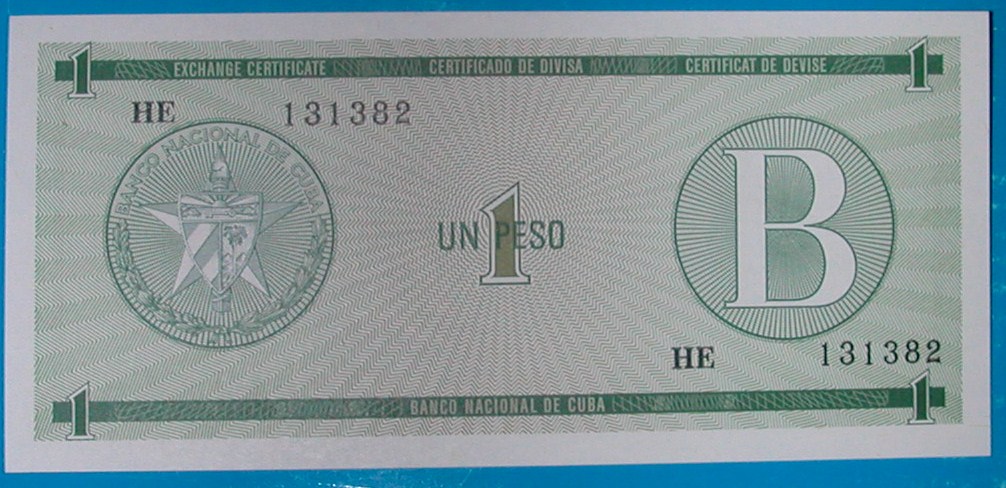 1 EXCHANGE CERTIFICATE CERTIFICADO DE DIVISA CERTIFICAT DE DEVISE 1
HE 131382
BANCO NACIONAL DE CUBA
UN PESO
1
B
HE 131382
1 BANCO NACIONAL DE CUBA 1